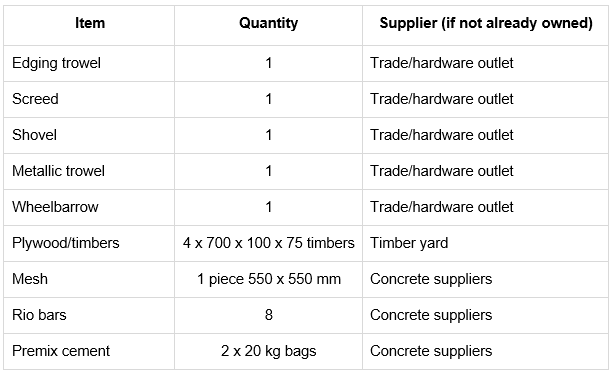 Item Quantity Supplier (if not already owned)
Edging trowel 1 Trade/hardware outlet
Screed 1 Trade/hardware outlet
Shovel 1 Trade/hardware outlet
Metallic trowel 1 Trade/hardware outlet
Wheelbarrow 1 Trade/hardware outlet
Plywood/timbers 4 x 700 x 100 x 75 timbers Timber yard
Mesh 1 piece 550 x 550 mm Concrete suppliers
Rio bars 8 Concrete suppliers
Premix cement 2 x 20 kg bags Concrete suppliers